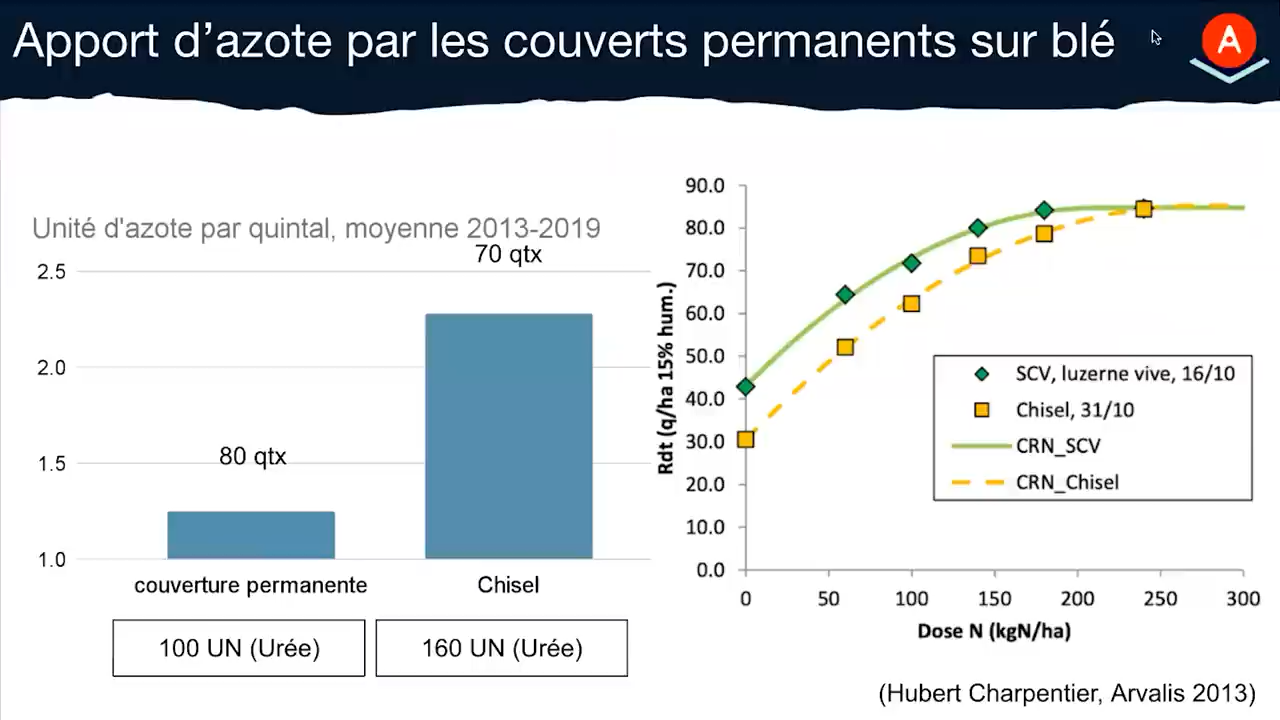 Apport d’azote par les couverts permanents sur blé
A
Unité d'azote par quintal, moyenne 2013-2019
70 qtx
2.5
2.0
80 qtx
1.5
1.0
couverture permanente
Chisel
100 UN (Urée)
160 UN (Urée)
Rdt (q/ha 15% hum.)
90.0
80.0
70.0
60.0
50.0
40.0
30.0
20.0
10.0
0.0
SCV, luzerne vive, 16/10
Chisel, 31/10
CRN_SCV
CRN_Chisel
0 50 100 150 200 250 300
Dose N (kgN/ha)
(Hubert Charpentier, Arvalis 2013)